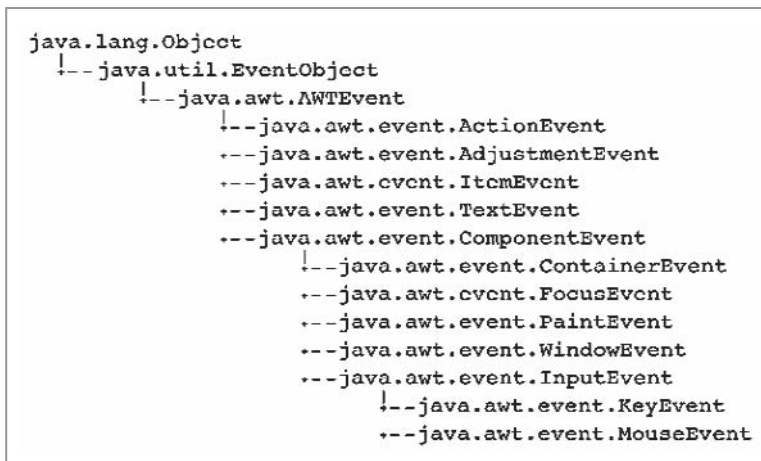 java.lang.Object
+--java.util.EventObject
+--java.awt.AWTEvent
+--java.awt.event.ActionEvent
+--java.awt.event.AdjustmentEvent
+--java.awt.event.ItemEvent
+--java.awt.event.TextEvent
+--java.awt.event.ComponentEvent
+--java.awt.event.ContainerEvent
+--java.awt.event.FocusEvent
+--java.awt.event.PaintEvent
+--java.awt.event.WindowEvent
+--java.awt.event.InputEvent
+--java.awt.event.KeyEvent
+--java.awt.event.MouseEvent